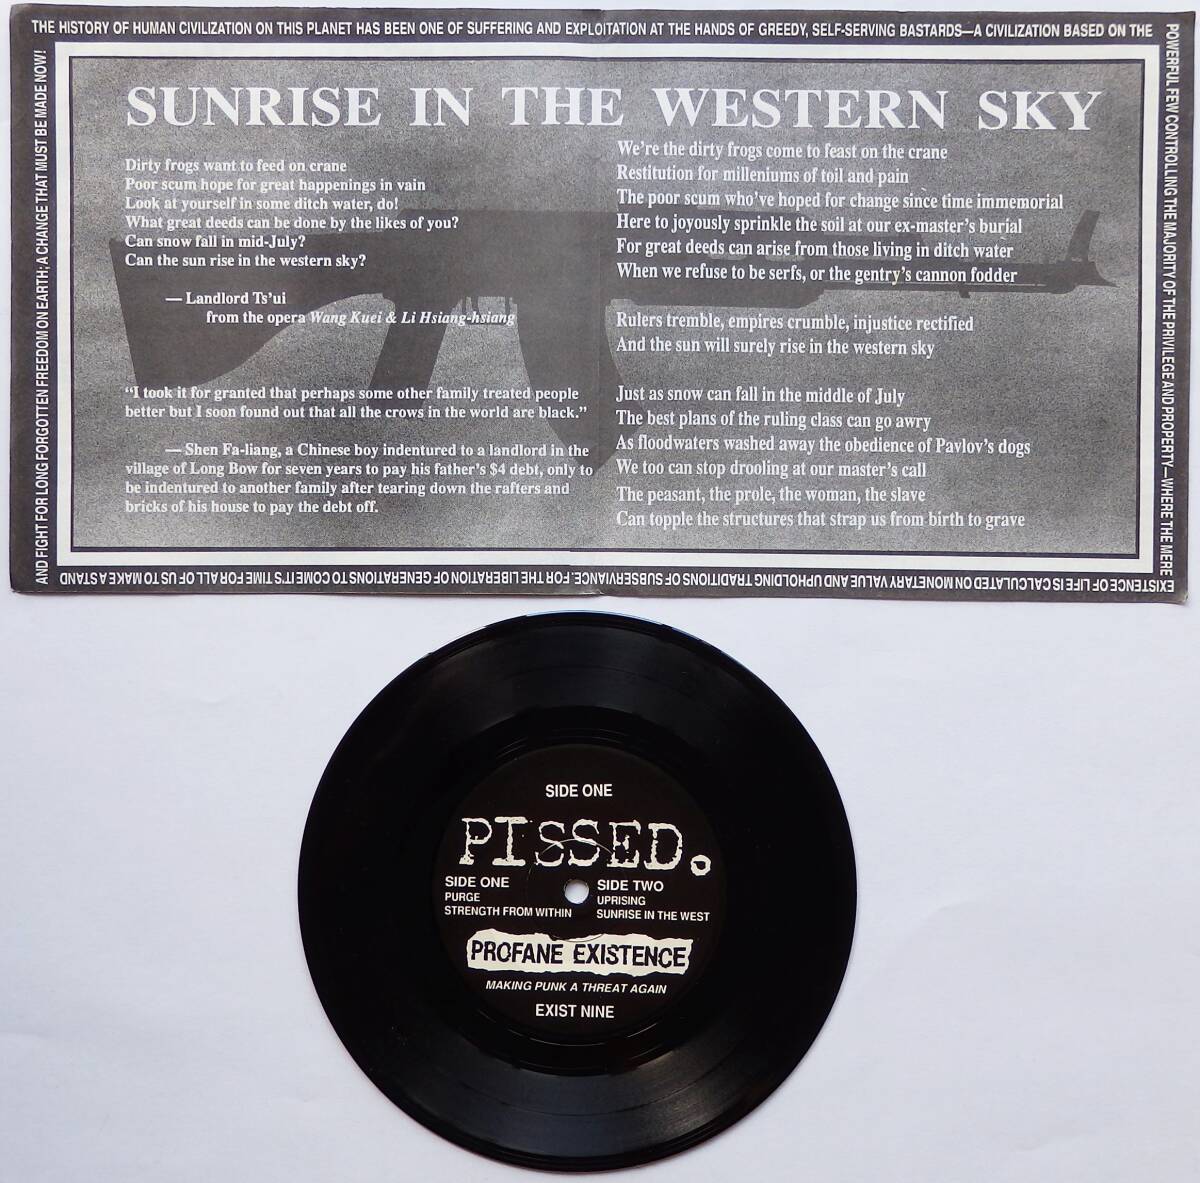 THE HISTORY OF HUMAN CIVILIZATION ON THIS PLANET HAS BEEN ONE OF SUFFERING AND EXPLOITATION AT THE HANDS OF GREEDY, SELF-SERVING BASTARDS—A CIVILIZATION BASED ON THE
POWERFUL FEW CONTROLLING THE MAJORITY OF THE PRIVILEGE AND PROPERTY—WHERE THE MERE
EXISTENCE OF LIFE IS CALCULATED ON MONETARY VALUE AND UPHOLDING TRADITIONS OF SUBSERVIANCE. FOR THE LIBERATION OF GENERATIONS TO COME IT'S TIME FOR ALL OF US TO MAKE A STAND
AND FIGHT FOR LONG FORGOTTEN FREEDOM ON EARTH; A CHANGE THAT MUST BE MADE NOW!
SUNRISE IN THE WESTERN SKY
Dirty frogs want to feed on crane
Poor scum hope for great happenings in vain
Look at yourself in some ditch water, do!
What great deeds can be done by the likes of you?
Can snow fall in mid-July?
Can the sun rise in the western sky?
— Landlord Ts'ui
from the opera Wang Kuei & Li Hsiang-hsiang
“I took it for granted that perhaps some other family treated people
better but I soon found out that all the crows in the world are black.”
— Shen Fa-liang, a Chinese boy indentured to a landlord in the
village of Long Bow for seven years to pay his father's $4 debt, only to
be indentured to another family after tearing down the rafters and
bricks of his house to pay the debt off.
We're the dirty frogs come to feast on the crane
Restitution for milleniums of toil and pain
The poor scum who've hoped for change since time immemorial
Here to joyously sprinkle the soil at our ex-master's burial
For great deeds can arise from those living in ditch water
When we refuse to be serfs, or the gentry's cannon fodder
Rulers tremble, empires crumble, injustice rectified
And the sun will surely rise in the western sky
Just as snow can fall in the middle of July
The best plans of the ruling class can go awry
As floodwaters washed away the obedience of Pavlov's dogs
We too can stop drooling at our master's call
The peasant, the prole, the woman, the slave
Can topple the structures that strap us from birth to grave
SIDE ONE
PISSED.
SIDE ONE
PURGE
STRENGTH FROM WITHIN
SIDE TWO
UPRISING
SUNRISE IN THE WEST
PROFANE EXISTENCE
MAKING PUNK A THREAT AGAIN
EXIST NINE